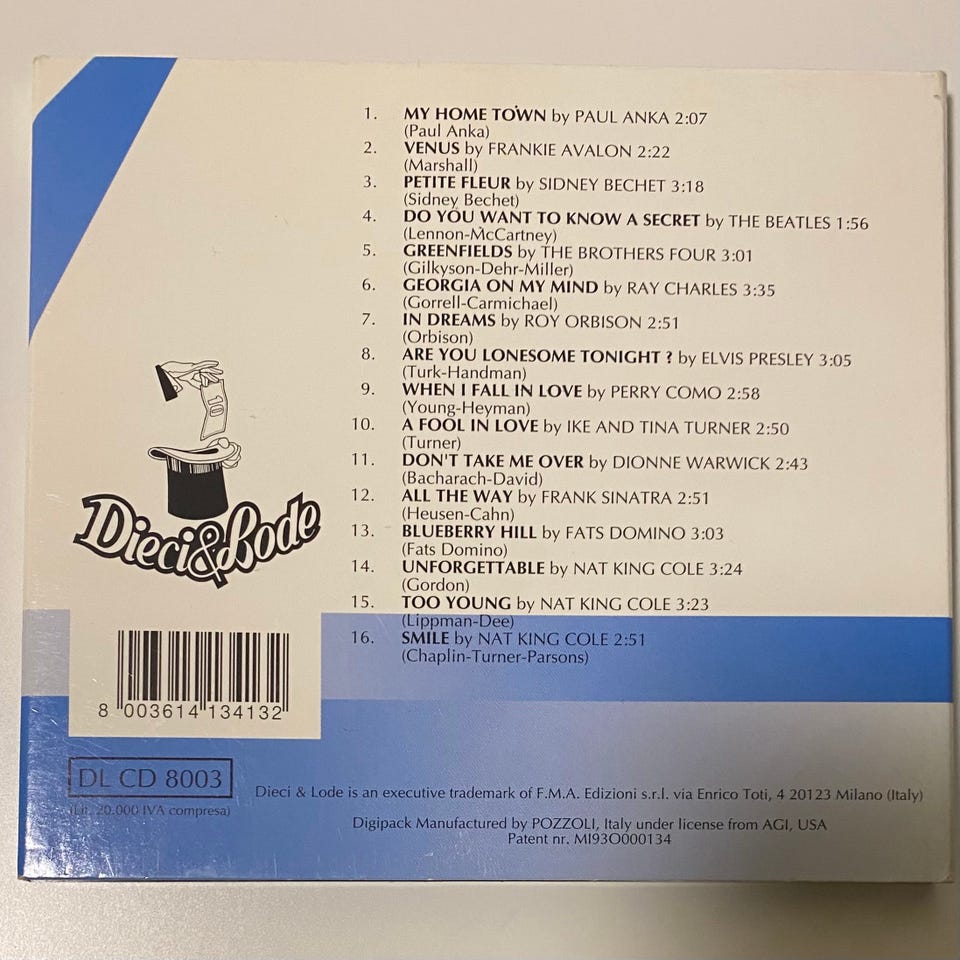 1. MY HOME TOWN by PAUL ANKA 2:07
(Paul Anka)
2. VENUS by FRANKIE AVALON 2:22
(Marshall)
3. PETITE FLEUR by SIDNEY BECHET 3:18
(Sidney Bechet)
4. DO YOU WANT TO KNOW A SECRET by THE BEATLES 1:56
(Lennon-McCartney)
5. GREENFIELDS by THE BROTHERS FOUR 3:01
(Gilkyson-Dehr-Miller)
6. GEORGIA ON MY MIND by RAY CHARLES 3:35
(Gorrell-Carmichael)
7. IN DREAMS by ROY ORBISON 2:51
(Orbison)
8. ARE YOU LONESOME TONIGHT ? by ELVIS PRESLEY 3:05
(Turk-Handman)
9. WHEN I FALL IN LOVE by PERRY COMO 2:58
(Young-Heyman)
10. A FOOL IN LOVE by IKE AND TINA TURNER 2:50
(Turner)
11. DON'T TAKE ME OVER by DIONNE WARWICK 2:43
(Bacharach-David)
12. ALL THE WAY by FRANK SINATRA 2:51
(Heusen-Cahn)
13. BLUEBERRY HILL by FATS DOMINO 3:03
(Fats Domino)
14. UNFORGETTABLE by NAT KING COLE 3:24
(Gordon)
15. TOO YOUNG by NAT KING COLE 3:23
(Lippman-Dee)
16. SMILE by NAT KING COLE 2:51
(Chaplin-Turner-Parsons)
10
Dieci&Lode
8 003614 134132
DL CD 8003
(Lit. 20.000 IVA compresa)
Dieci & Lode is an executive trademark of F.M.A. Edizioni s.r.l. via Enrico Toti, 4 20123 Milano (Italy)
Digipack Manufactured by POZZOLI, Italy under license from AGI, USA
Patent nr. MI93O000134